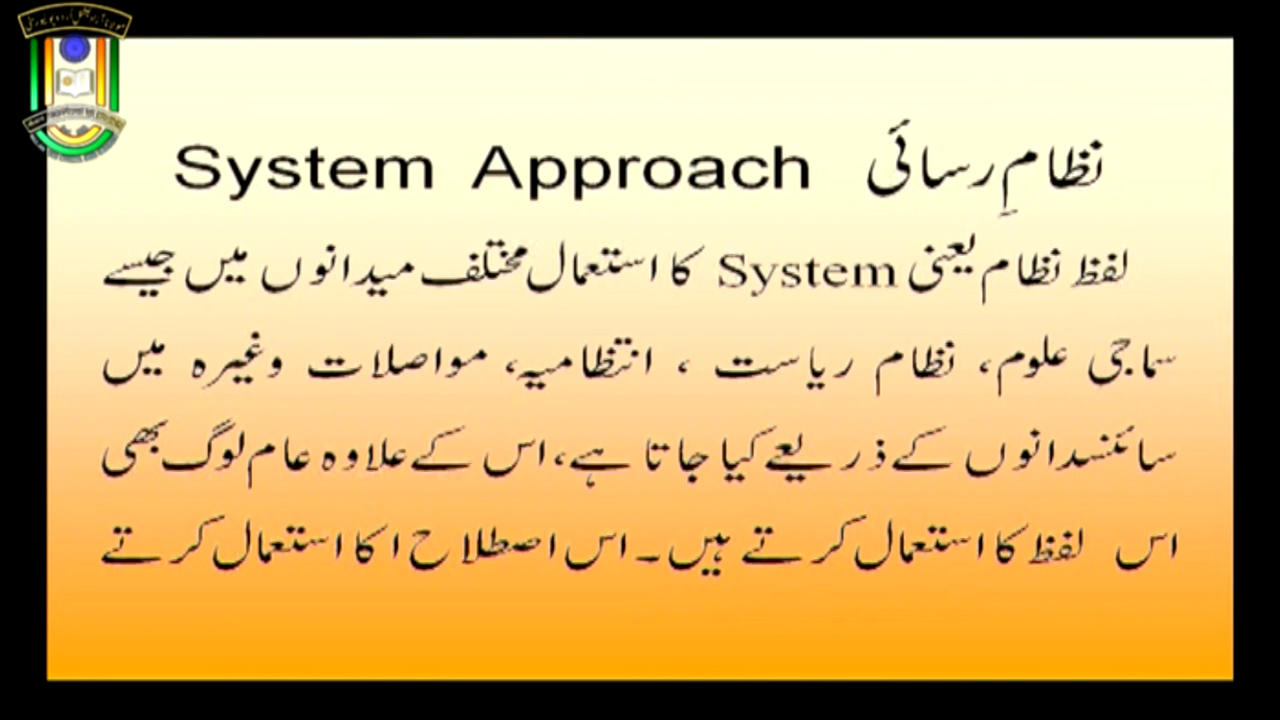 نظامِ رسائی System Approach
لفظ نظام یعنی System کا استعمال مختلف میدانوں میں جیسے
سماجی علوم، نظام ریاست ، انتظامیہ، مواصلات وغیرہ میں
سائنسدانوں کے ذریعے کیا جاتا ہے، اس کے علاوہ عام لوگ بھی
اس لفظ کا استعمال کرتے ہیں۔ اس اصطلاح ا کا استعمال کرتے